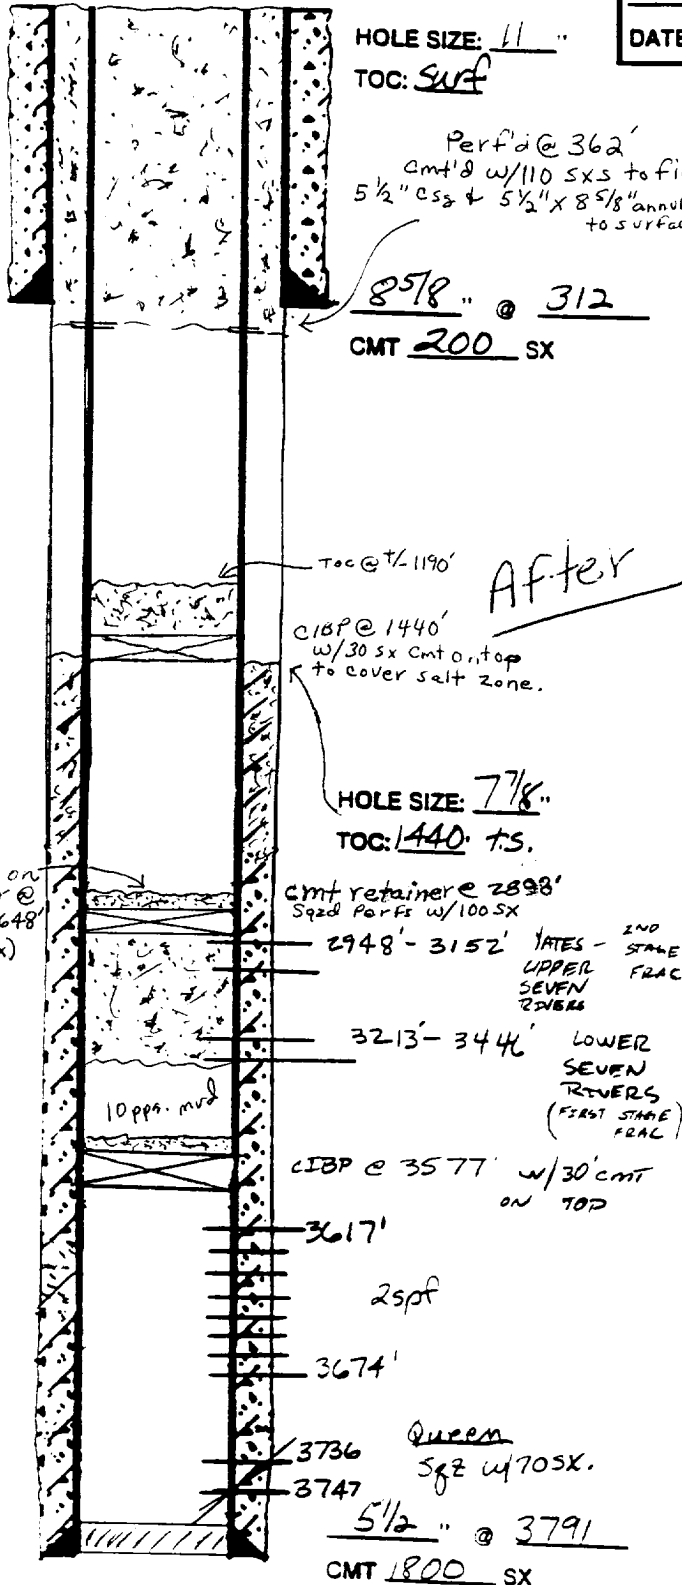 HOLE SIZE: 11 "
DATE
TOC: Surf
Perf'd @ 362'
cmt'd w/110 sxs to fi
5 1/2" csg & 5 1/2" x 8 5/8" annul
to surfac
8 5/8 " @ 312
CMT 200 SX
TOC @ +/- 1190'
After
CIBP @ 1440'
w/30 sx cmt on top
to cover salt zone.
HOLE SIZE: 7 7/8 "
TOC: 1440' T.S.
on
r @
648'
x)
cmt retainer @ 2898'
Sqzd Perfs w/100 SX
2948' - 3152' YATES - 2ND
STAGE
UPPER FRAC
SEVEN
RIVERS
3213' - 3446' LOWER
SEVEN
RIVERS
(FIRST STAGE
FRAC)
10 ppg. mud
CIBP @ 3577' w/30' cmt
ON TOP
3617'
2spf
3674'
3736
Queen
Sqz w/70 SX.
3747
5 1/2 " @ 3791
CMT 1800 SX